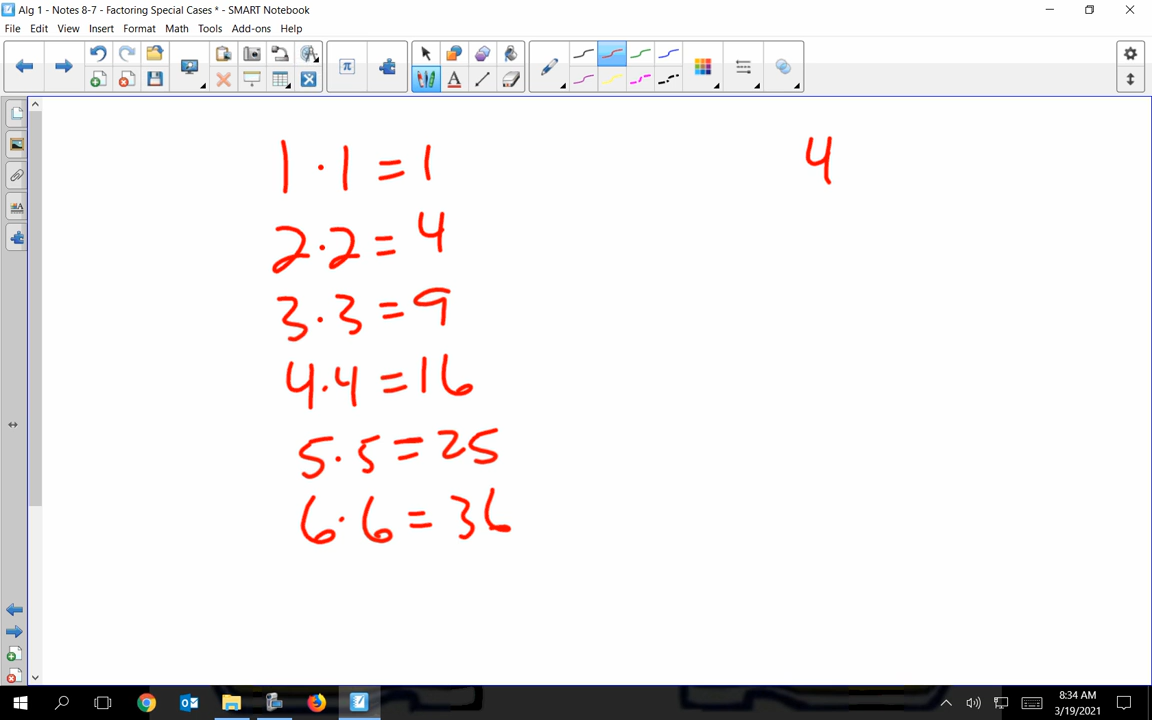 Alg 1 - Notes 8-7 - Factoring Special Cases * - SMART Notebook
File Edit View Insert Format Math Tools Add-ons Help
1 · 1 = 1
4
2 · 2 = 4
3 · 3 = 9
4 · 4 = 16
5 · 5 = 25
6 · 6 = 36
8:34 AM
3/19/2021